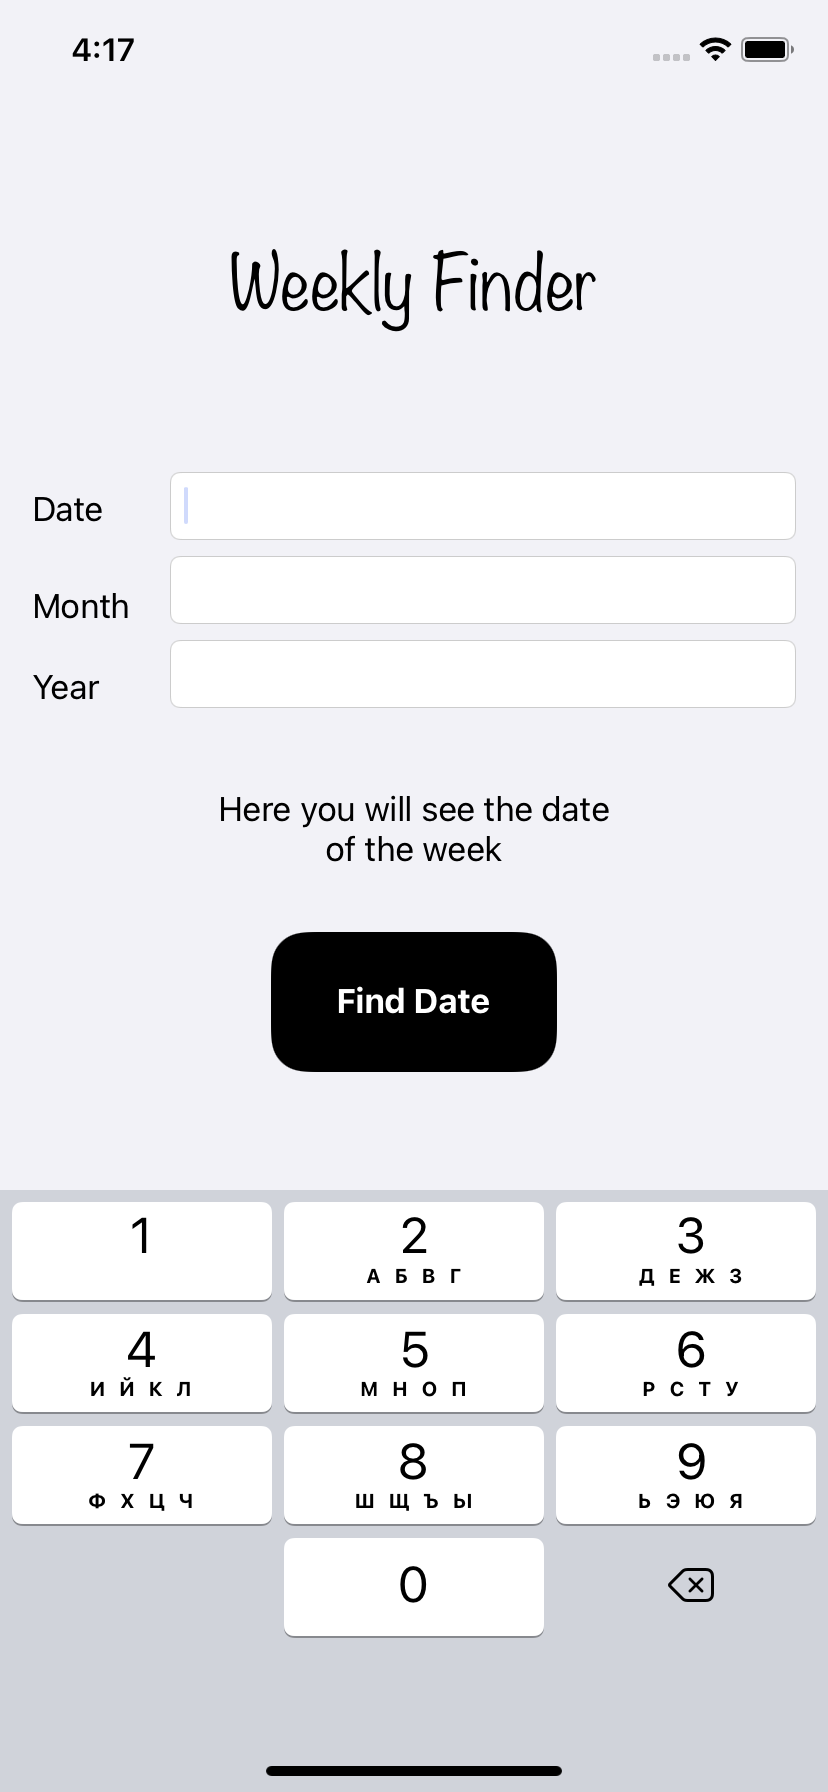 4:17
Weekly Finder
Date
Month
Year
Here you will see the date
of the week
Find Date
1 2 3
А Б В Г Д Е Ж З
4 5 6
И Й К Л М Н О П Р С Т У
7 8 9
Ф Х Ц Ч Ш Щ Ъ Ы Ь Э Ю Я
0